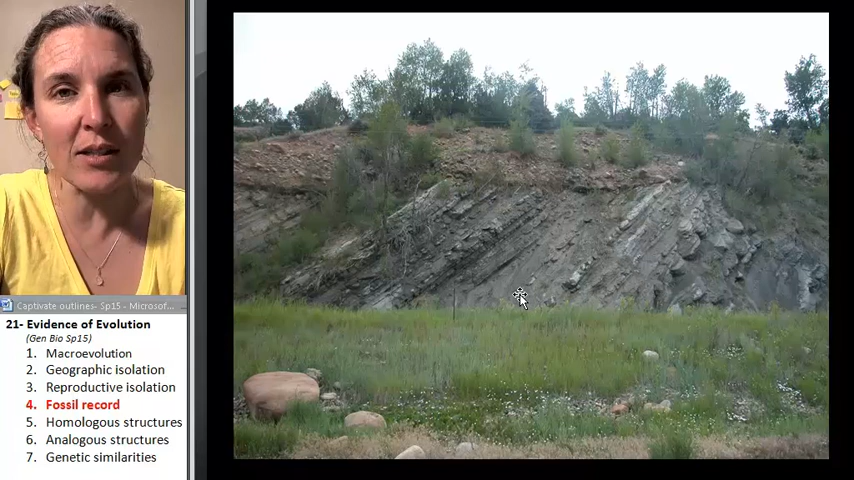 Captivate outlines- Sp15 - Microsof...
21- Evidence of Evolution
(Gen Bio Sp15)
1. Macroevolution
2. Geographic isolation
3. Reproductive isolation
4. Fossil record
5. Homologous structures
6. Analogous structures
7. Genetic similarities